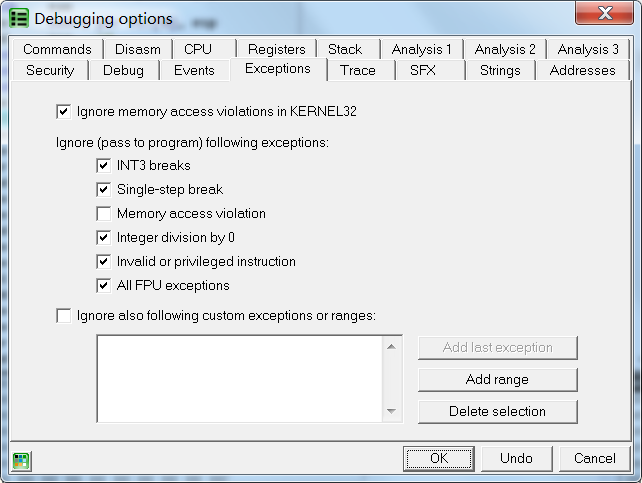 Debugging options
Commands Disasm CPU Registers Stack Analysis 1 Analysis 2 Analysis 3
Security Debug Events Exceptions Trace SFX Strings Addresses
Ignore memory access violations in KERNEL32
Ignore (pass to program) following exceptions:
INT3 breaks
Single-step break
Memory access violation
Integer division by 0
Invalid or privileged instruction
All FPU exceptions
Ignore also following custom exceptions or ranges:
Add last exception
Add range
Delete selection
OK Undo Cancel